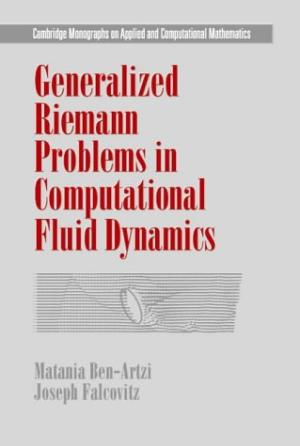 Cambridge Monographs on Applied and Computational Mathematics
Generalized
Riemann
Problems in
Computational
Fluid Dynamics
Matania Ben-Artzi
Joseph Falcovitz